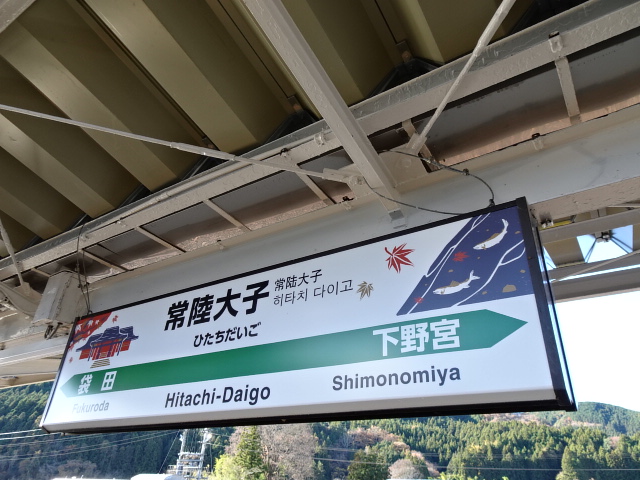 常陸大子
常陆大子
히타치 다이고
ひたちだいご
袋田
下野宮
Fukuroda
Hitachi-Daigo
Shimonomiya